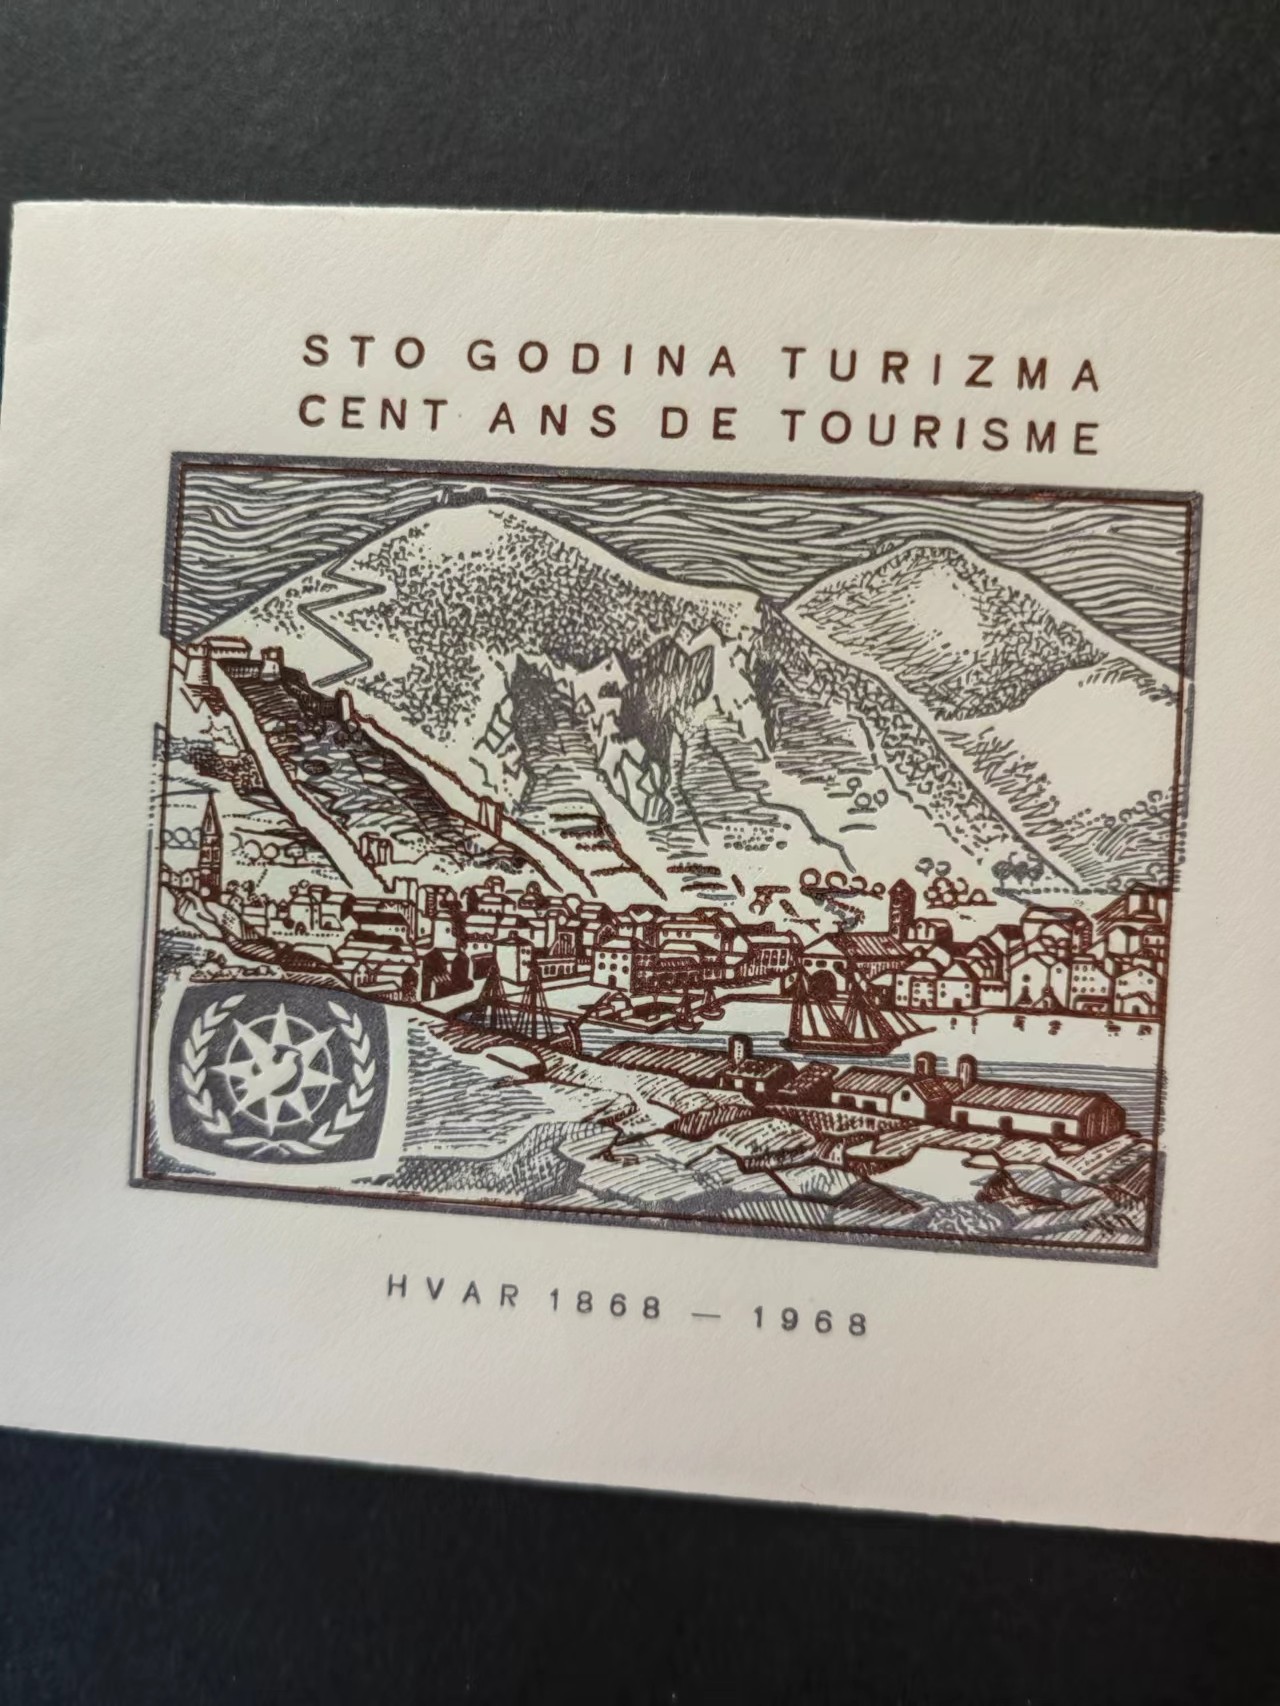 STO GODINA TURIZMA
CENT ANS DE TOURISME
HVAR 1868 — 1968